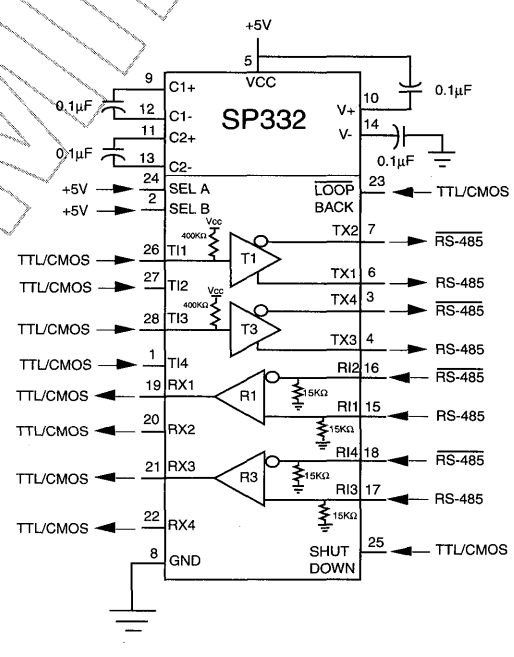 +5V
5
VCC
9
C1+
0.1µF
12
C1-
11
C2+
0.1µF
13
C2-
SP332
10
V+
0.1µF
14
V-
0.1µF
24
+5V
SEL A
2
+5V
SEL B
23
LOOP
BACK
TTL/CMOS
Vcc
400KΩ
26
TTL/CMOS
TI1
T1
TX2
7
RS-485
27
TTL/CMOS
TI2
TX1
6
RS-485
Vcc
400KΩ
28
TTL/CMOS
TI3
T3
TX4
3
RS-485
TX3
4
RS-485
1
TTL/CMOS
TI4
19
TTL/CMOS
RX1
R1
RI2
16
RS-485
15KΩ
RI1
15
RS-485
15KΩ
20
TTL/CMOS
RX2
21
TTL/CMOS
RX3
R3
RI4
18
RS-485
15KΩ
RI3
17
RS-485
15KΩ
22
TTL/CMOS
RX4
8
GND
SHUT
DOWN
25
TTL/CMOS